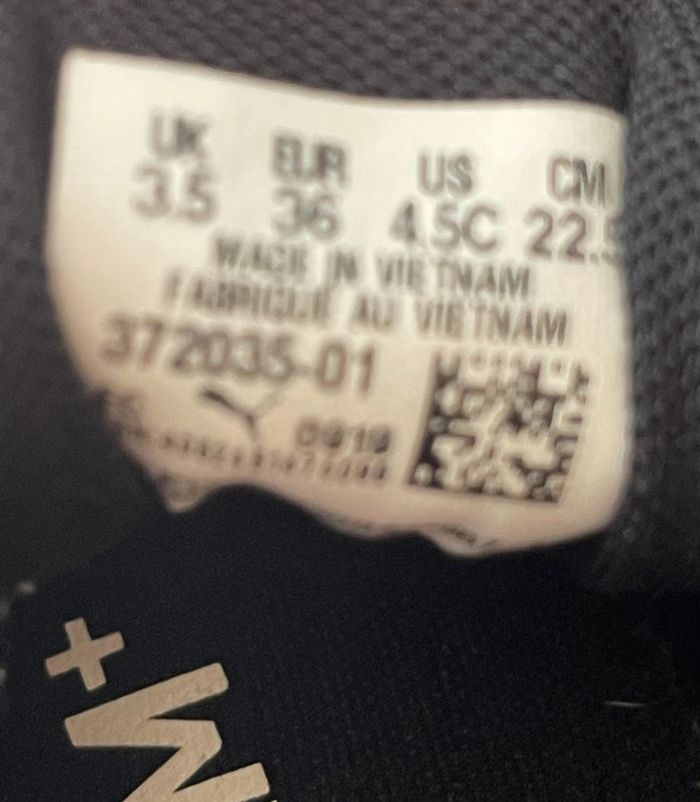 UK EUR US CM
3.5 36 4.5C 22.5
MADE IN VIETNAM
FABRIQUE AU VIETNAM
372035-01
0919
+M